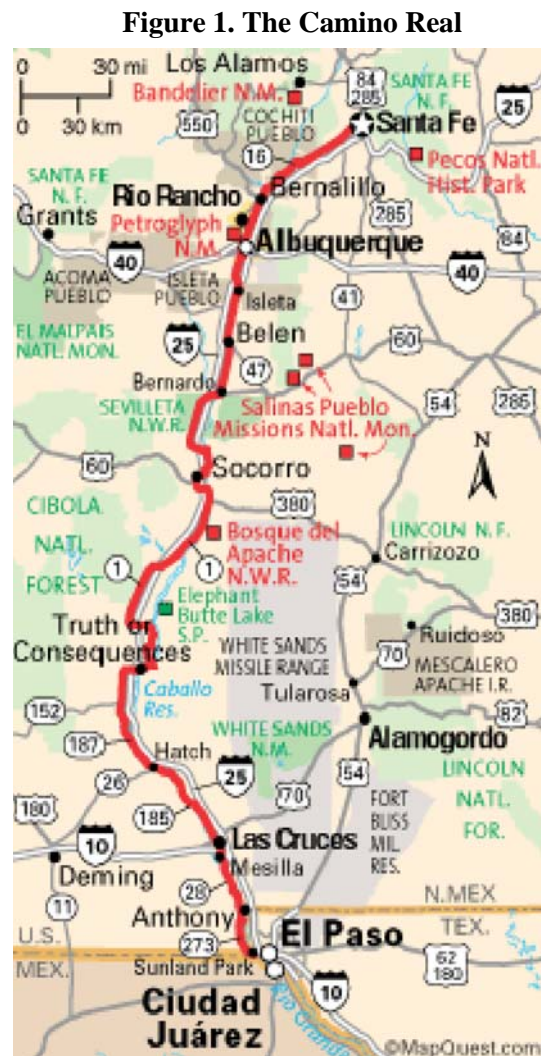 Figure 1. The Camino Real
0 30 mi
0 30 km
Los Alamos
Bandelier N.M.
84
285
SANTA FE
N. F.
25
550
COCHITI
PUEBLO
Santa Fe
16
Pecos Natl.
Hist. Park
SANTA FE
N. F.
Rio Rancho
Bernalillo
Grants
Petroglyph
N.M.
285
84
40
Albuquerque
40
ACOMA
PUEBLO
ISLETA
PUEBLO
Isleta
41
EL MALPAIS
NATL. MON.
25
Belen
60
47
Bernardo
54
285
SEVILLETA
N.W.R.
Salinas Pueblo
Missions Natl. Mon.
N
60
Socorro
380
CIBOLA
NATL.
FOREST
Bosque del
Apache
N.W.R.
LINCOLN N. F.
Carrizozo
1
1
54
Elephant
Butte Lake
S.P.
380
Truth or
Consequences
WHITE SANDS
MISSILE RANGE
Ruidoso
70
MESCALERO
APACHE I.R.
Caballo
Res.
Tularosa
152
82
187
WHITE SANDS
N.M.
Alamogordo
Hatch
54
LINCOLN
NATL.
FOR.
26
25
180
185
70
FORT
BLISS
MIL.
RES.
10
Las Cruces
Mesilla
Deming
28
11
Anthony
N.MEX
TEX.
U.S.
MEX.
273
El Paso
62
180
Sunland Park
10
Ciudad
Juárez
Rio Grande
©MapQuest.com